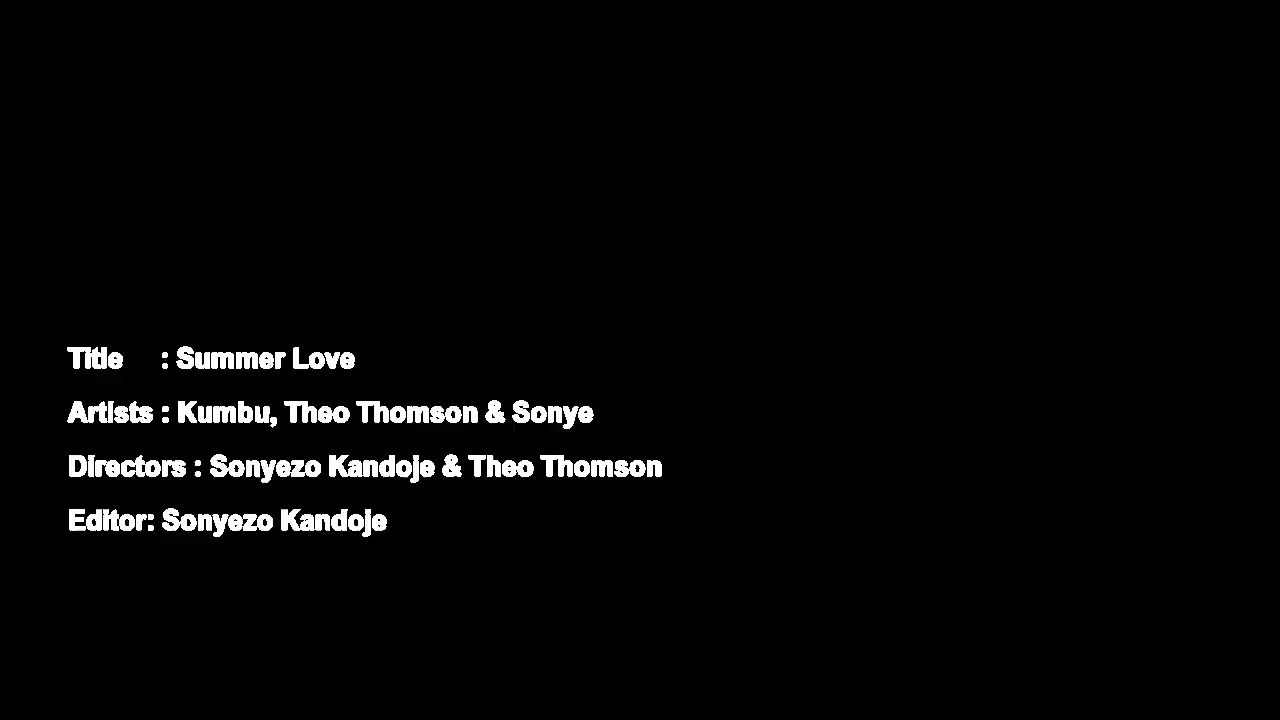 Title : Summer Love
Artists : Kumbu, Theo Thomson & Sonye
Directors : Sonyezo Kandoje & Theo Thomson
Editor: Sonyezo Kandoje